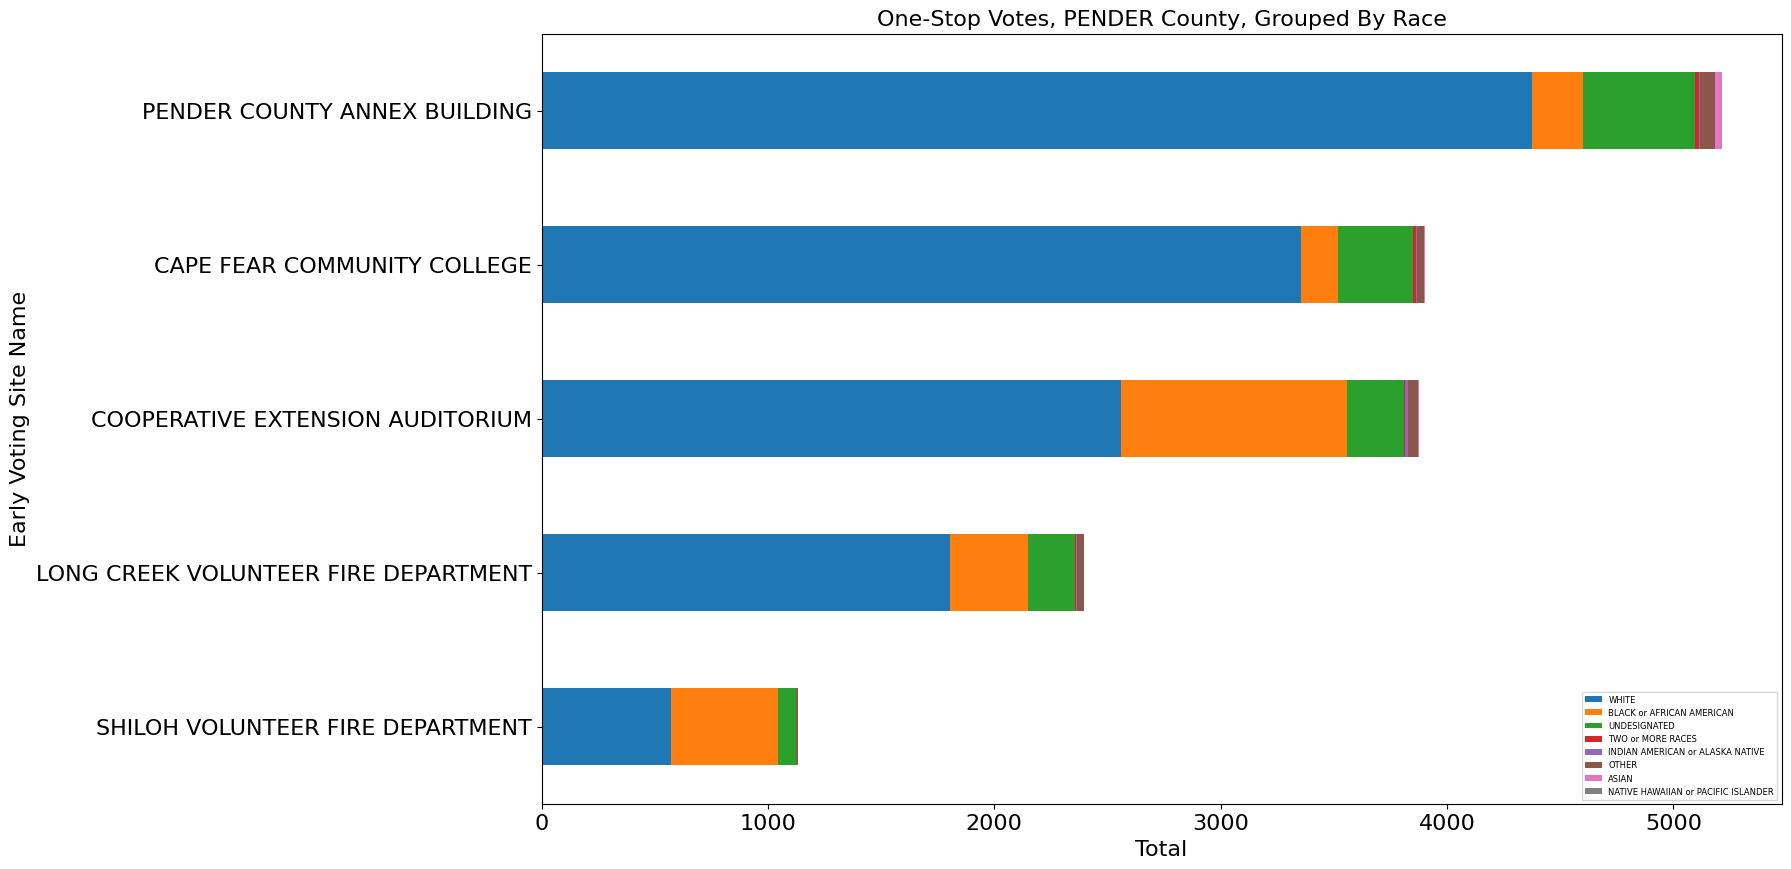 One-Stop Votes, PENDER County, Grouped By Race
Early Voting Site Name
PENDER COUNTY ANNEX BUILDING
CAPE FEAR COMMUNITY COLLEGE
COOPERATIVE EXTENSION AUDITORIUM
LONG CREEK VOLUNTEER FIRE DEPARTMENT
SHILOH VOLUNTEER FIRE DEPARTMENT
WHITE
BLACK or AFRICAN AMERICAN
UNDESIGNATED
TWO or MORE RACES
INDIAN AMERICAN or ALASKA NATIVE
OTHER
ASIAN
NATIVE HAWAIIAN or PACIFIC ISLANDER
0 1000 2000 3000 4000 5000
Total